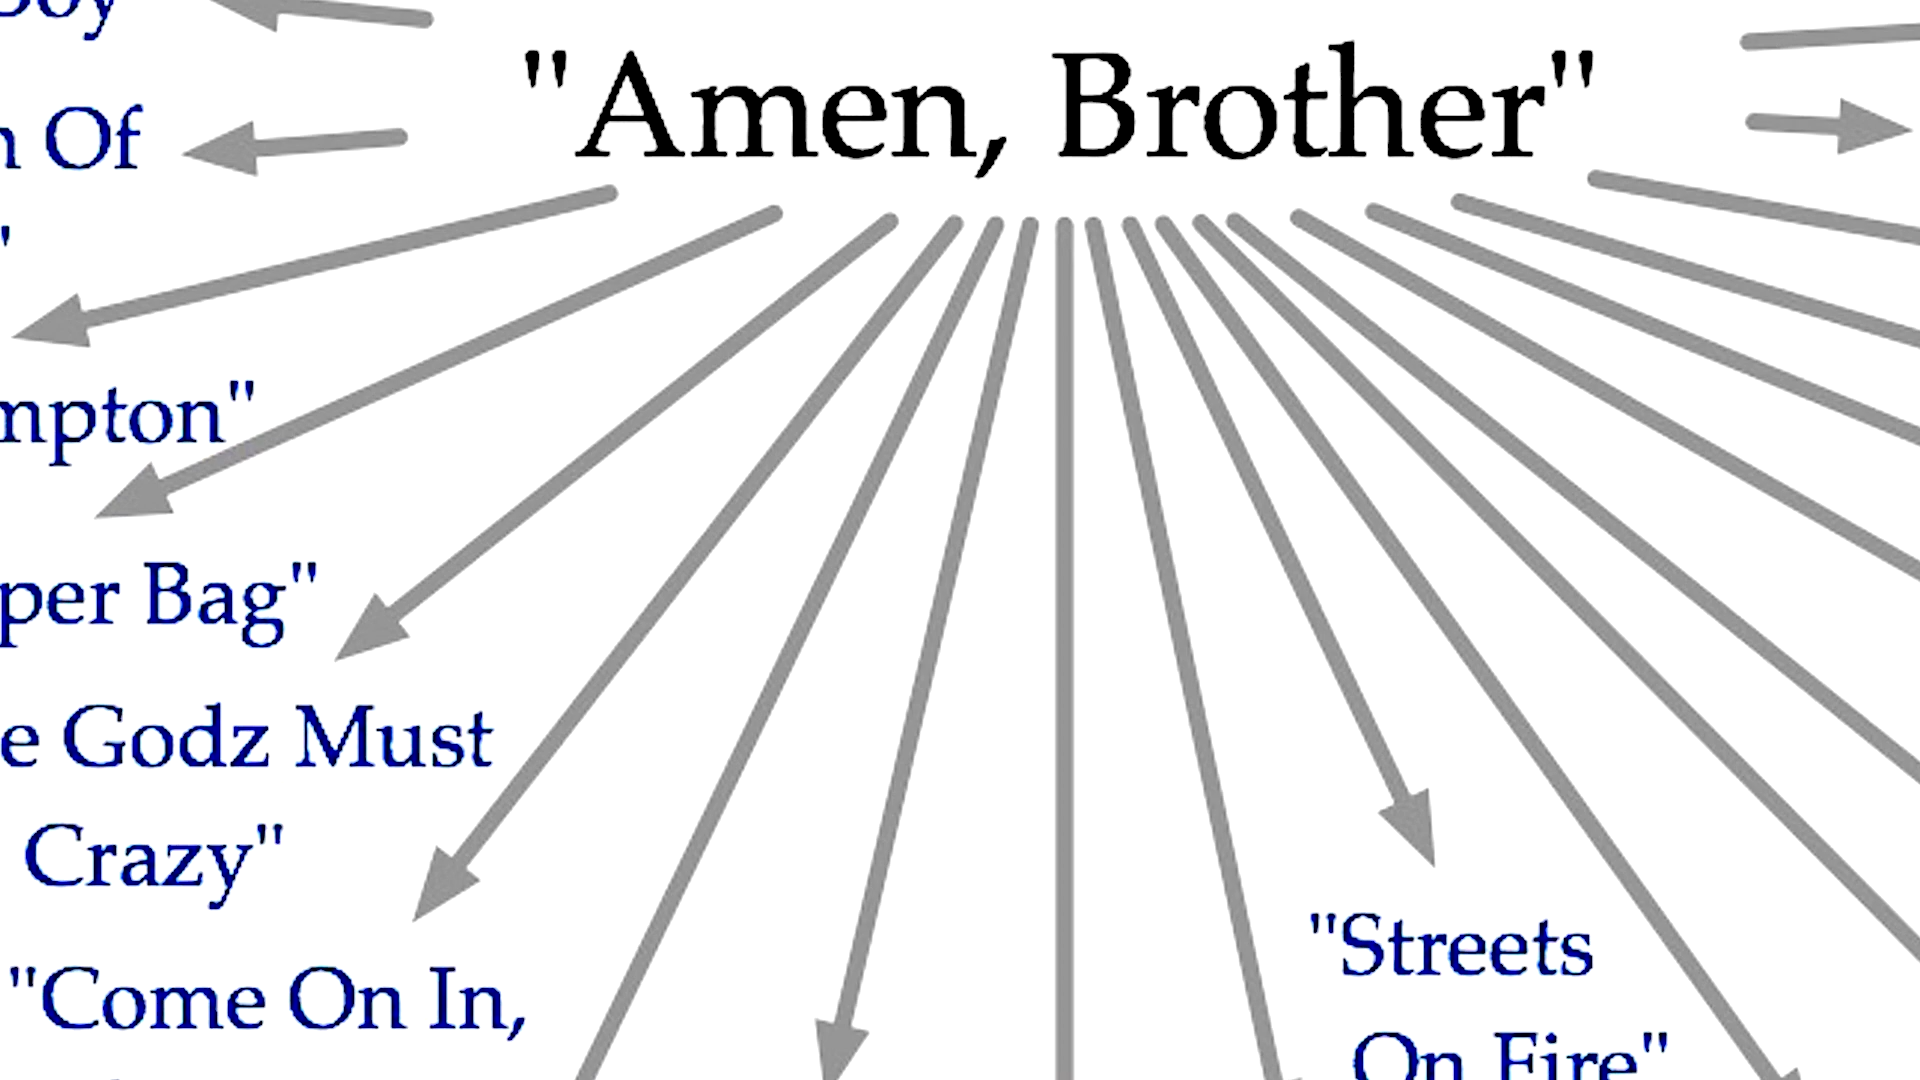 "Amen, Brother"
Of
mpton"
per Bag"
e Godz Must
Crazy"
"Come On In,
"Streets
On Fire"